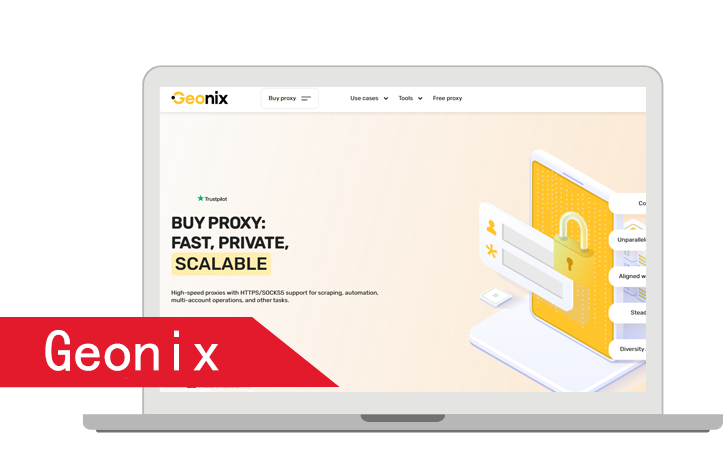 Geonix
Buy proxy
Use cases
Tools
Free proxy
Trustpilot
BUY PROXY:
FAST, PRIVATE,
SCALABLE
High-speed proxies with HTTPS/SOCKS5 support for scraping, automation,
multi-account operations, and other tasks.
Co
Unparallele
Aligned w
Stead
Diversity
Geonix